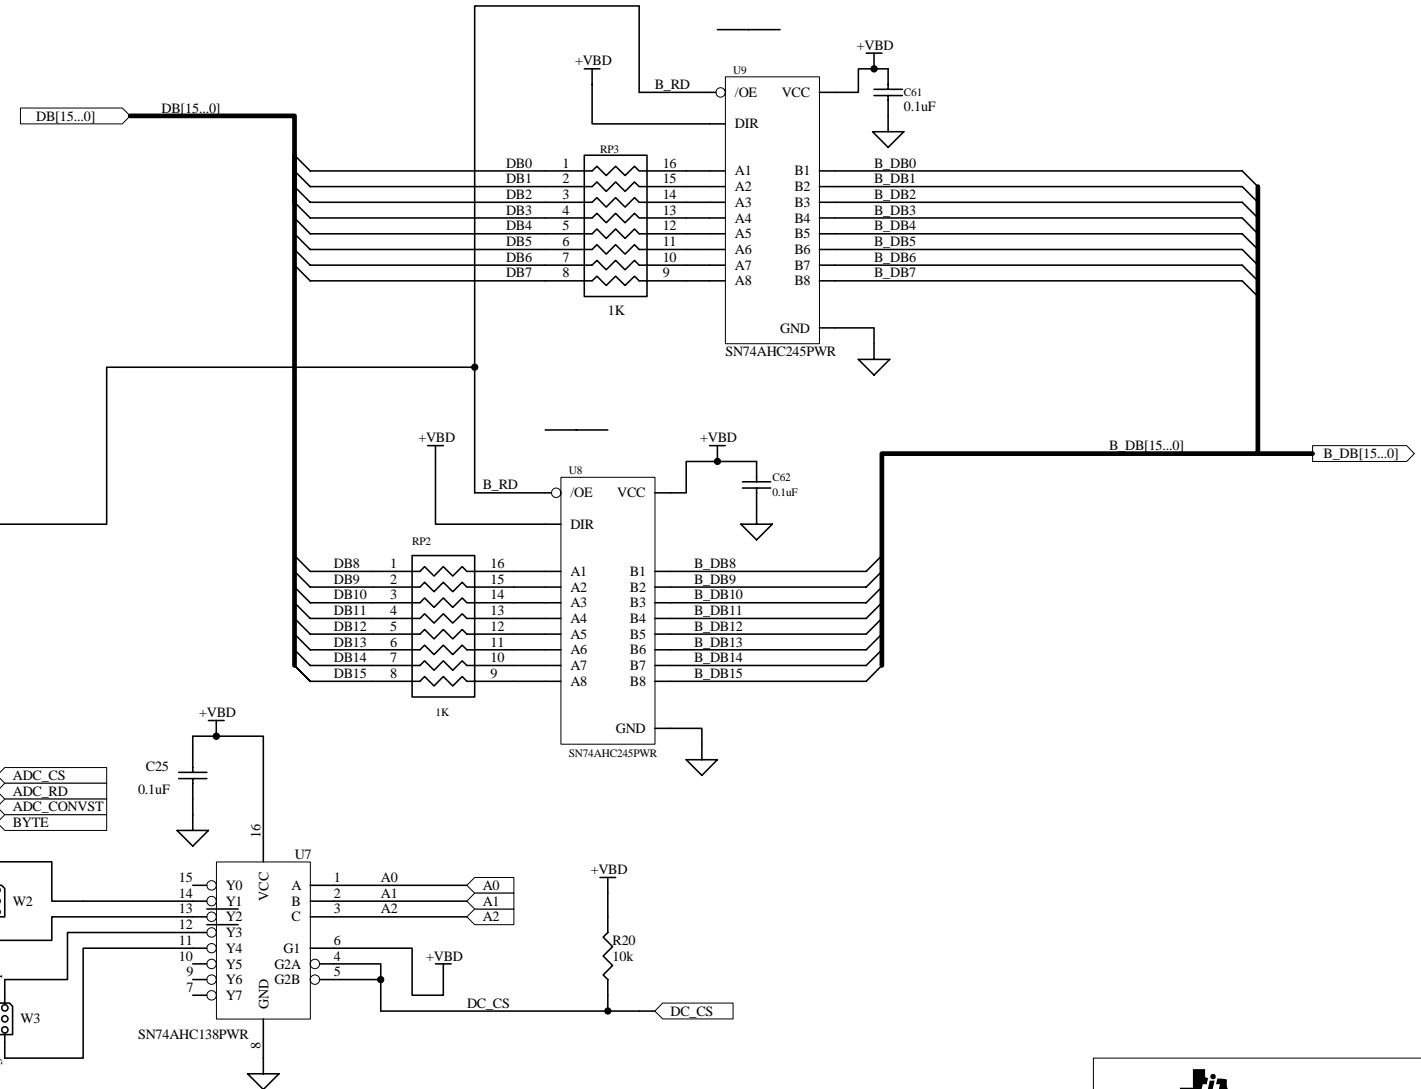 +VBD
+VBD
U9
B_RD
/OE
VCC
C61
0.1uF
DB[15...0]
DB[15...0]
DIR
RP3
DB0 1 16 A1 B1 B_DB0
DB1 2 15 A2 B2 B_DB1
DB2 3 14 A3 B3 B_DB2
DB3 4 13 A4 B4 B_DB3
DB4 5 12 A5 B5 B_DB4
DB5 6 11 A6 B6 B_DB5
DB6 7 10 A7 B7 B_DB6
DB7 8 9 A8 B8 B_DB7
1K
GND
SN74AHC245PWR
+VBD
+VBD
B_DB[15...0]
B_DB[15...0]
U8
B_RD
/OE
VCC
C62
0.1uF
DIR
RP2
DB8 1 16 A1 B1 B_DB8
DB9 2 15 A2 B2 B_DB9
DB10 3 14 A3 B3 B_DB10
DB11 4 13 A4 B4 B_DB11
DB12 5 12 A5 B5 B_DB12
DB13 6 11 A6 B6 B_DB13
DB14 7 10 A7 B7 B_DB14
DB15 8 9 A8 B8 B_DB15
1K
GND
SN74AHC245PWR
+VBD
C25
0.1uF
ADC_CS
ADC_RD
ADC_CONVST
BYTE
16
U7
VCC
W2
15 Y0 A 1 A0 A0
14 Y1 B 2 A1 A1
13 Y2 C 3 A2 A2
12 Y3
11 Y4 G1 6
10 Y5 G2A 4
9 Y6 G2B 5
7 Y7
GND
+VBD
+VBD
R20
10k
DC_CS
DC_CS
W3
SN74AHC138PWR
8